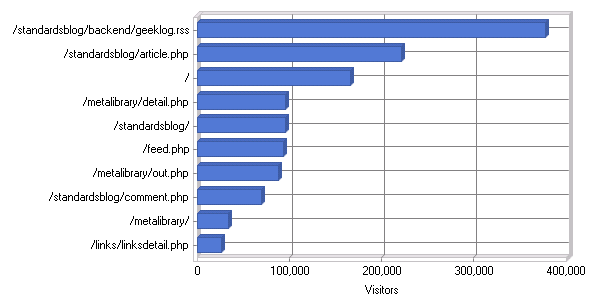 /standardsblog/backend/geeklog.rss
/standardsblog/article.php
/
/metalibrary/detail.php
/standardsblog/
/feed.php
/metalibrary/out.php
/standardsblog/comment.php
/metalibrary/
/links/linksdetail.php
0 100,000 200,000 300,000 400,000
Visitors